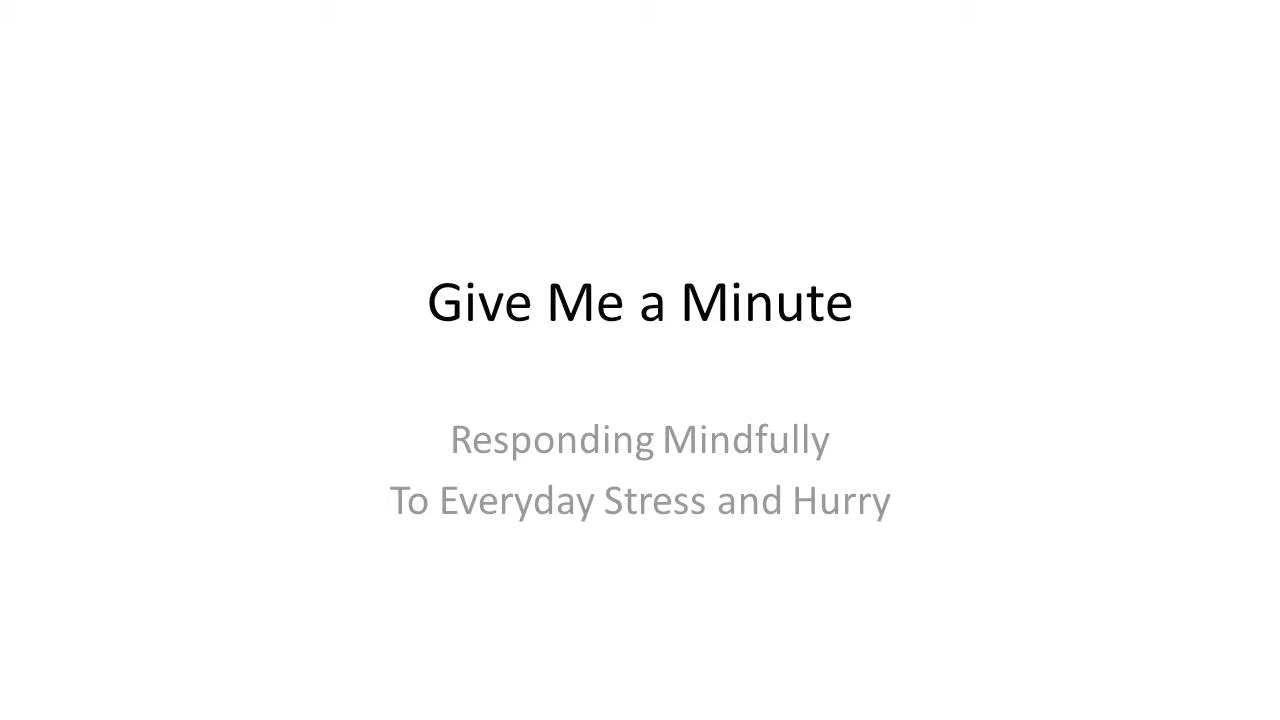 Give Me a Minute
Responding Mindfully
To Everyday Stress and Hurry